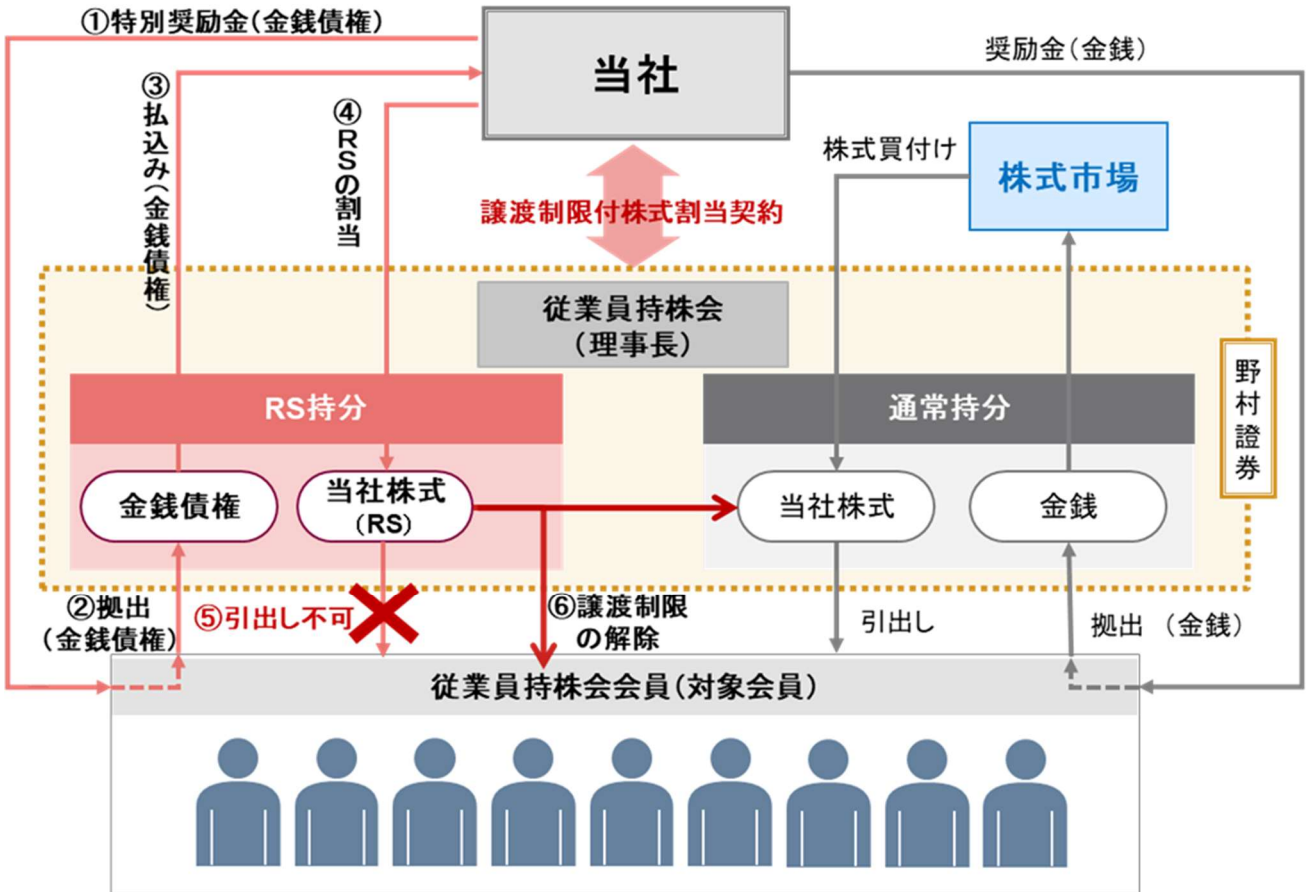 ①特別奨励金(金銭債権)
当社
奨励金(金銭)
③払込み(金銭債権)
④RSの割当
株式買付け
株式市場
譲渡制限付株式割当契約
従業員持株会
(理事長)
野村證券
RS持分
通常持分
金銭債権
当社株式
(RS)
当社株式
金銭
②拠出
(金銭債権)
⑤引出し不可
⑥譲渡制限
の解除
引出し
拠出 (金銭)
従業員持株会会員(対象会員)